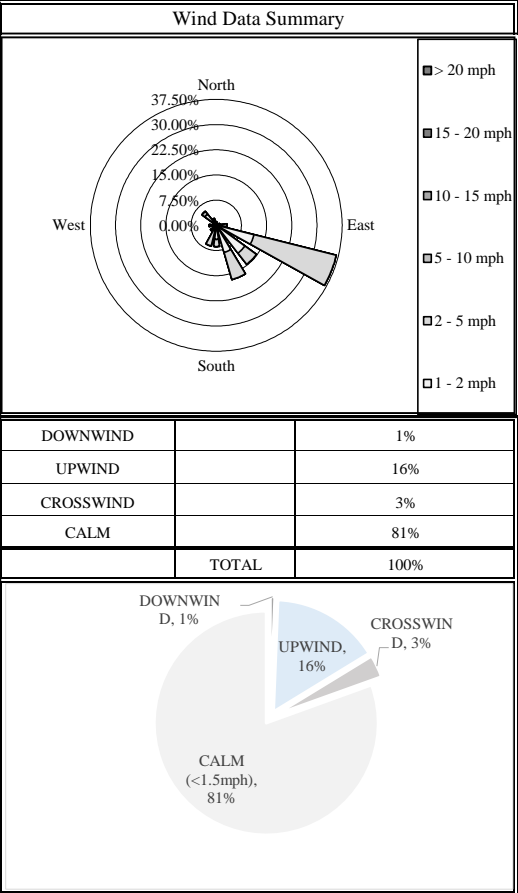 Wind Data Summary
North
37.50%
30.00%
22.50%
15.00%
7.50%
0.00%
West
East
South
> 20 mph
15 - 20 mph
10 - 15 mph
5 - 10 mph
2 - 5 mph
1 - 2 mph
DOWNWIND 1%
UPWIND 16%
CROSSWIND 3%
CALM 81%
TOTAL 100%
DOWNWIN
D, 1%
UPWIND,
16%
CROSSWIN
D, 3%
CALM
(<1.5mph),
81%